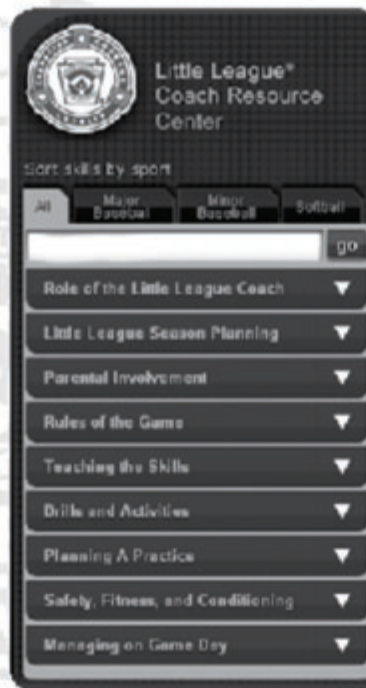 Little League®
Coach Resource
Center
Sort skills by sport
All
Major
Baseball
Minor
Baseball
Softball
go
Role of the Little League Coach
Little League Season Planning
Parental Involvement
Rules of the Game
Teaching the Skills
Drills and Activities
Planning A Practice
Safety, Fitness, and Conditioning
Managing on Game Day